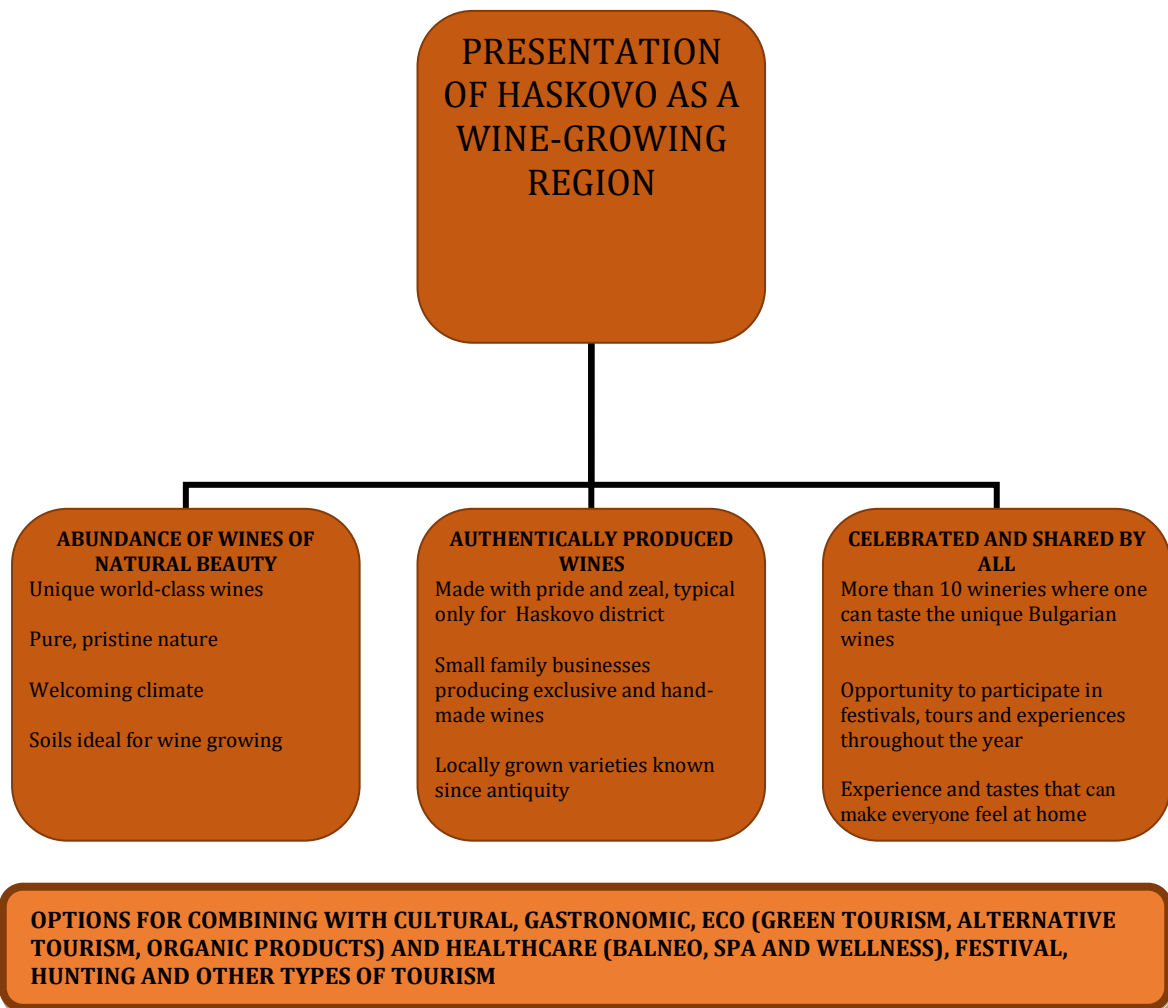 PRESENTATION
OF HASKOVO AS A
WINE-GROWING
REGION
ABUNDANCE OF WINES OF
NATURAL BEAUTY
Unique world-class wines
Pure, pristine nature
Welcoming climate
Soils ideal for wine growing
AUTHENTICALLY PRODUCED
WINES
Made with pride and zeal, typical
only for Haskovo district
Small family businesses
producing exclusive and hand-
made wines
Locally grown varieties known
since antiquity
CELEBRATED AND SHARED BY
ALL
More than 10 wineries where one
can taste the unique Bulgarian
wines
Opportunity to participate in
festivals, tours and experiences
throughout the year
Experience and tastes that can
make everyone feel at home
OPTIONS FOR COMBINING WITH CULTURAL, GASTRONOMIC, ECO (GREEN TOURISM, ALTERNATIVE
TOURISM, ORGANIC PRODUCTS) AND HEALTHCARE (BALNEO, SPA AND WELLNESS), FESTIVAL,
HUNTING AND OTHER TYPES OF TOURISM